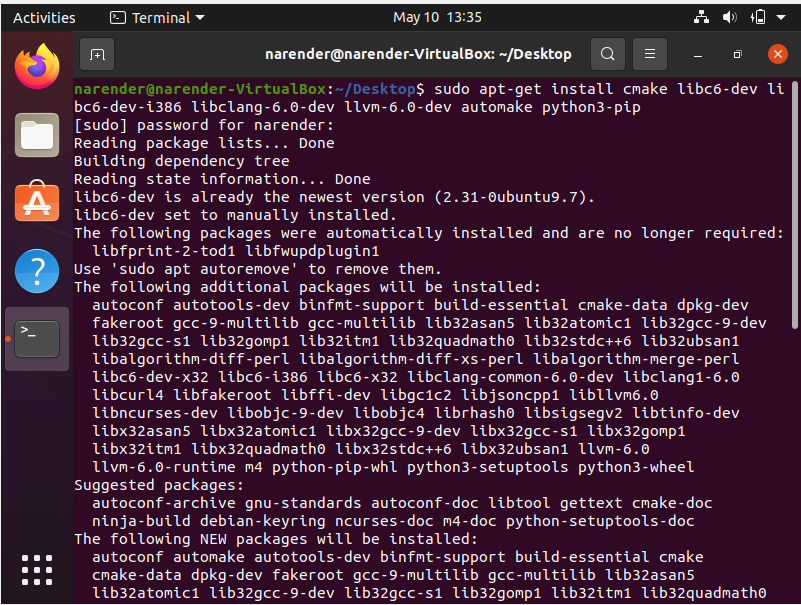 Activities Terminal May 10 13:35
narender@narender-VirtualBox: ~/Desktop
narender@narender-VirtualBox:~/Desktop$ sudo apt-get install cmake libc6-dev li
bc6-dev-i386 libclang-6.0-dev llvm-6.0-dev automake python3-pip
[sudo] password for narender:
Reading package lists... Done
Building dependency tree
Reading state information... Done
libc6-dev is already the newest version (2.31-0ubuntu9.7).
libc6-dev set to manually installed.
The following packages were automatically installed and are no longer required:
  libfprint-2-tod1 libfwupdplugin1
Use 'sudo apt autoremove' to remove them.
The following additional packages will be installed:
  autoconf autotools-dev binfmt-support build-essential cmake-data dpkg-dev
  fakeroot gcc-9-multilib gcc-multilib lib32asan5 lib32atomic1 lib32gcc-9-dev
  lib32gcc-s1 lib32gomp1 lib32itm1 lib32quadmath0 lib32stdc++6 lib32ubsan1
  libalgorithm-diff-perl libalgorithm-diff-xs-perl libalgorithm-merge-perl
  libc6-dev-x32 libc6-i386 libc6-x32 libclang-common-6.0-dev libclang1-6.0
  libcurl4 libfakeroot libffi-dev libgc1c2 libjsoncpp1 libllvm6.0
  libncurses-dev libobjc-9-dev libobjc4 librhash0 libsigsegv2 libtinfo-dev
  libx32asan5 libx32atomic1 libx32gcc-9-dev libx32gcc-s1 libx32gomp1
  libx32itm1 libx32quadmath0 libx32stdc++6 libx32ubsan1 llvm-6.0
  llvm-6.0-runtime m4 python-pip-whl python3-setuptools python3-wheel
Suggested packages:
  autoconf-archive gnu-standards autoconf-doc libtool gettext cmake-doc
  ninja-build debian-keyring ncurses-doc m4-doc python-setuptools-doc
The following NEW packages will be installed:
  autoconf automake autotools-dev binfmt-support build-essential cmake
  cmake-data dpkg-dev fakeroot gcc-9-multilib gcc-multilib lib32asan5
  lib32atomic1 lib32gcc-9-dev lib32gcc-s1 lib32gomp1 lib32itm1 lib32quadmath0